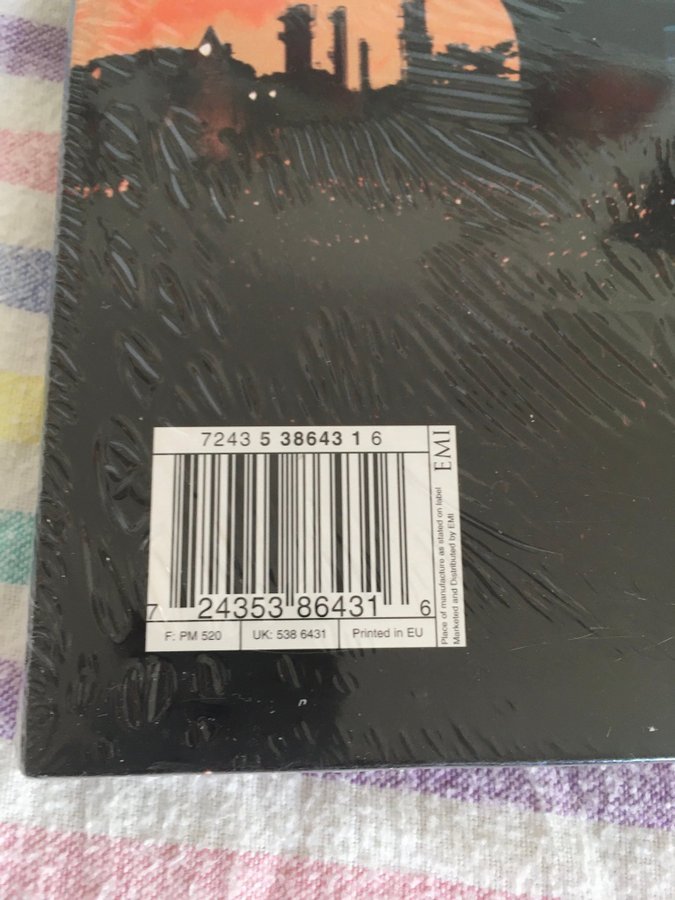 7243 5 38643 1 6
EMI
Place of manufacture as stated on label
Marketed and Distributed by EMI
7 24353 86431 6
F: PM 520
UK: 538 6431
Printed in EU